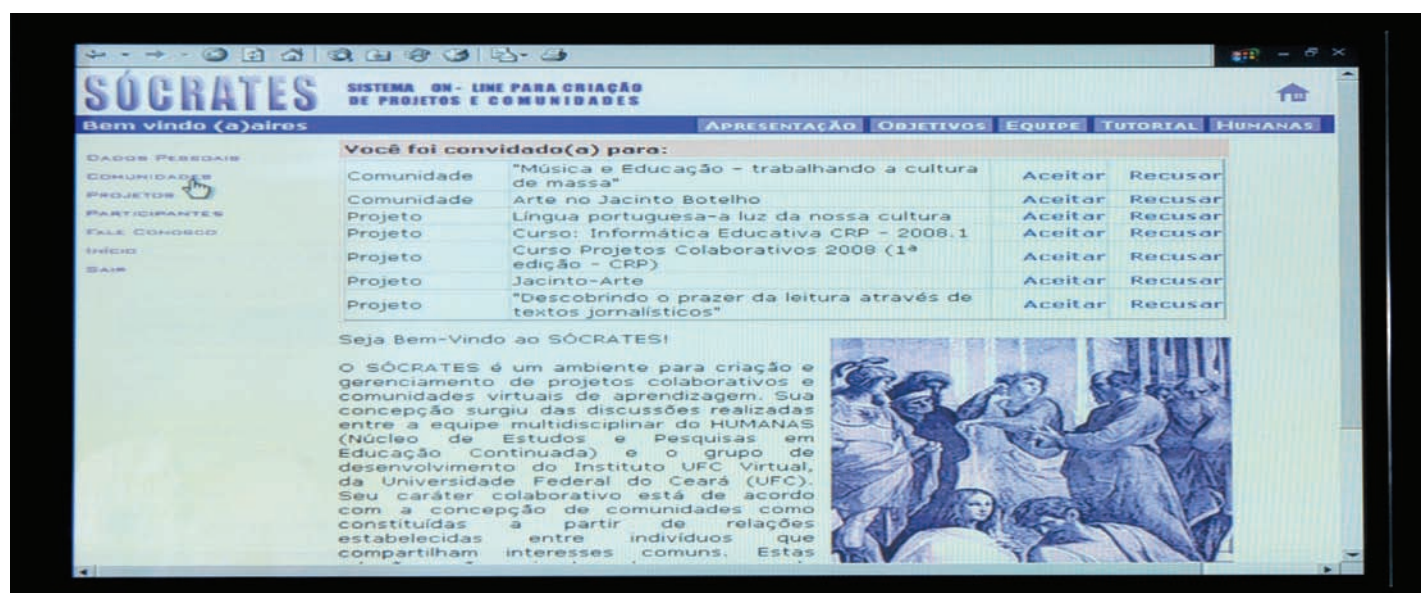 SÓCRATES
SISTEMA ON-LINE PARA CRIAÇÃO
DE PROJETOS E COMUNIDADES
Bem vindo (a)aires
APRESENTAÇÃO OBJETIVOS EQUIPE TUTORIAL HUMANAS
DADOS PESSOAIS
COMUNIDADES
PROJETOS
PARTICIPANTES
FALE CONOSCO
INÍCIO
SAIR
Você foi convidado(a) para:
Comunidade "Música e Educação - trabalhando a cultura
de massa" Aceitar Recusar
Comunidade Arte no Jacinto Botelho Aceitar Recusar
Projeto Língua portuguesa-a luz da nossa cultura Aceitar Recusar
Projeto Curso: Informática Educativa CRP - 2008.1 Aceitar Recusar
Projeto Curso Projetos Colaborativos 2008 (1ª
edição - CRP) Aceitar Recusar
Projeto Jacinto-Arte Aceitar Recusar
Projeto "Descobrindo o prazer da leitura através de
textos jornalísticos" Aceitar Recusar
Seja Bem-Vindo ao SÓCRATES!
O SÓCRATES é um ambiente para criação e
gerenciamento de projetos colaborativos e
comunidades virtuais de aprendizagem. Sua
concepção surgiu das discussões realizadas
entre a equipe multidisciplinar do HUMANAS
(Núcleo de Estudos e Pesquisas em
Educação Continuada) e o grupo de
desenvolvimento do Instituto UFC Virtual,
da Universidade Federal do Ceará (UFC).
Seu caráter colaborativo está de acordo
com a concepção de comunidades como
constituídas a partir de relações
estabelecidas entre indivíduos que
compartilham interesses comuns. Estas